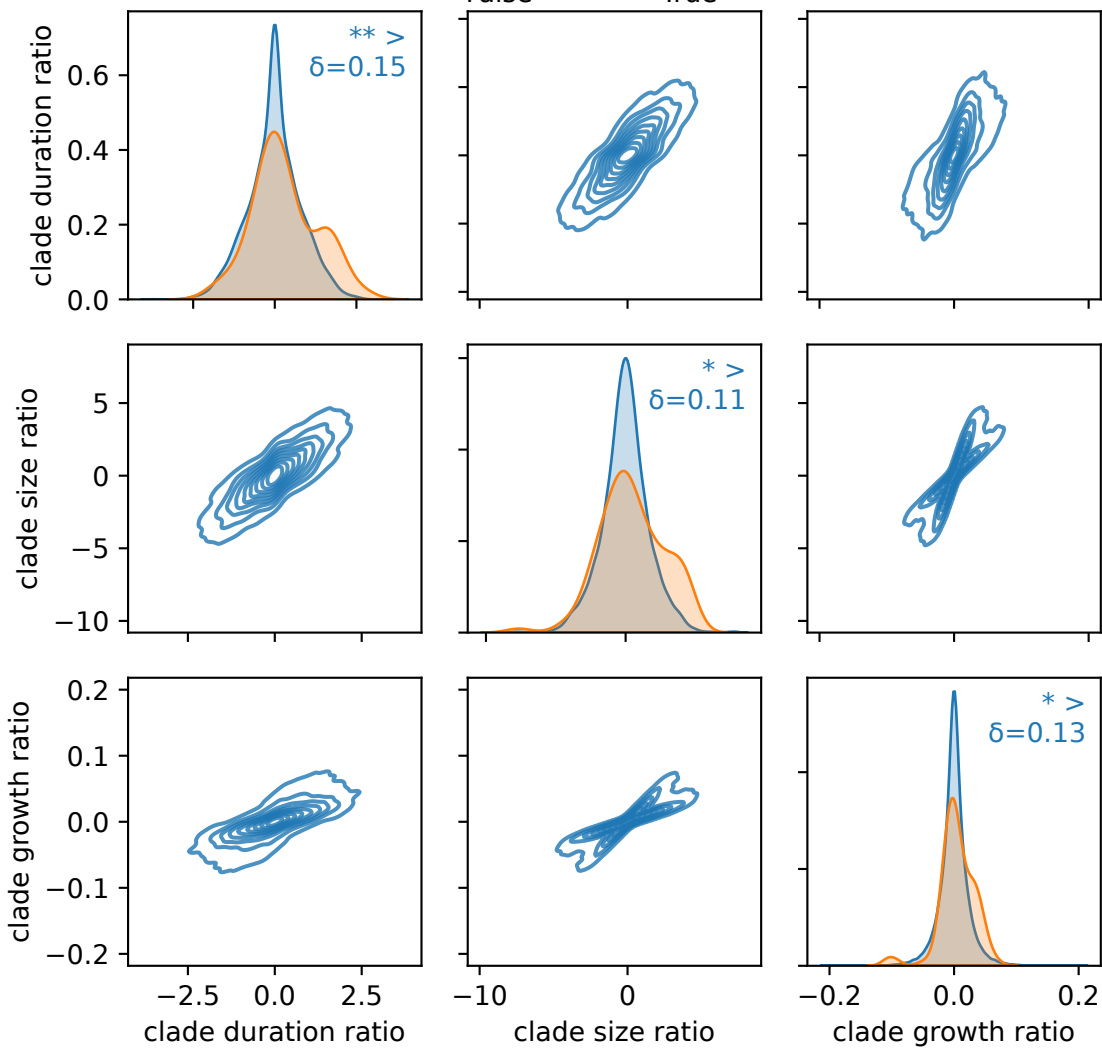 True
clade duration ratio
0.6
0.4
0.2
0.0
** >
δ=0.15
clade size ratio
5
0
−5
−10
* >
δ=0.11
clade growth ratio
0.2
0.1
0.0
−0.1
−0.2
* >
δ=0.13
−2.5 0.0 2.5
−10 0
−0.2 0.0 0.2
clade duration ratio
clade size ratio
clade growth ratio